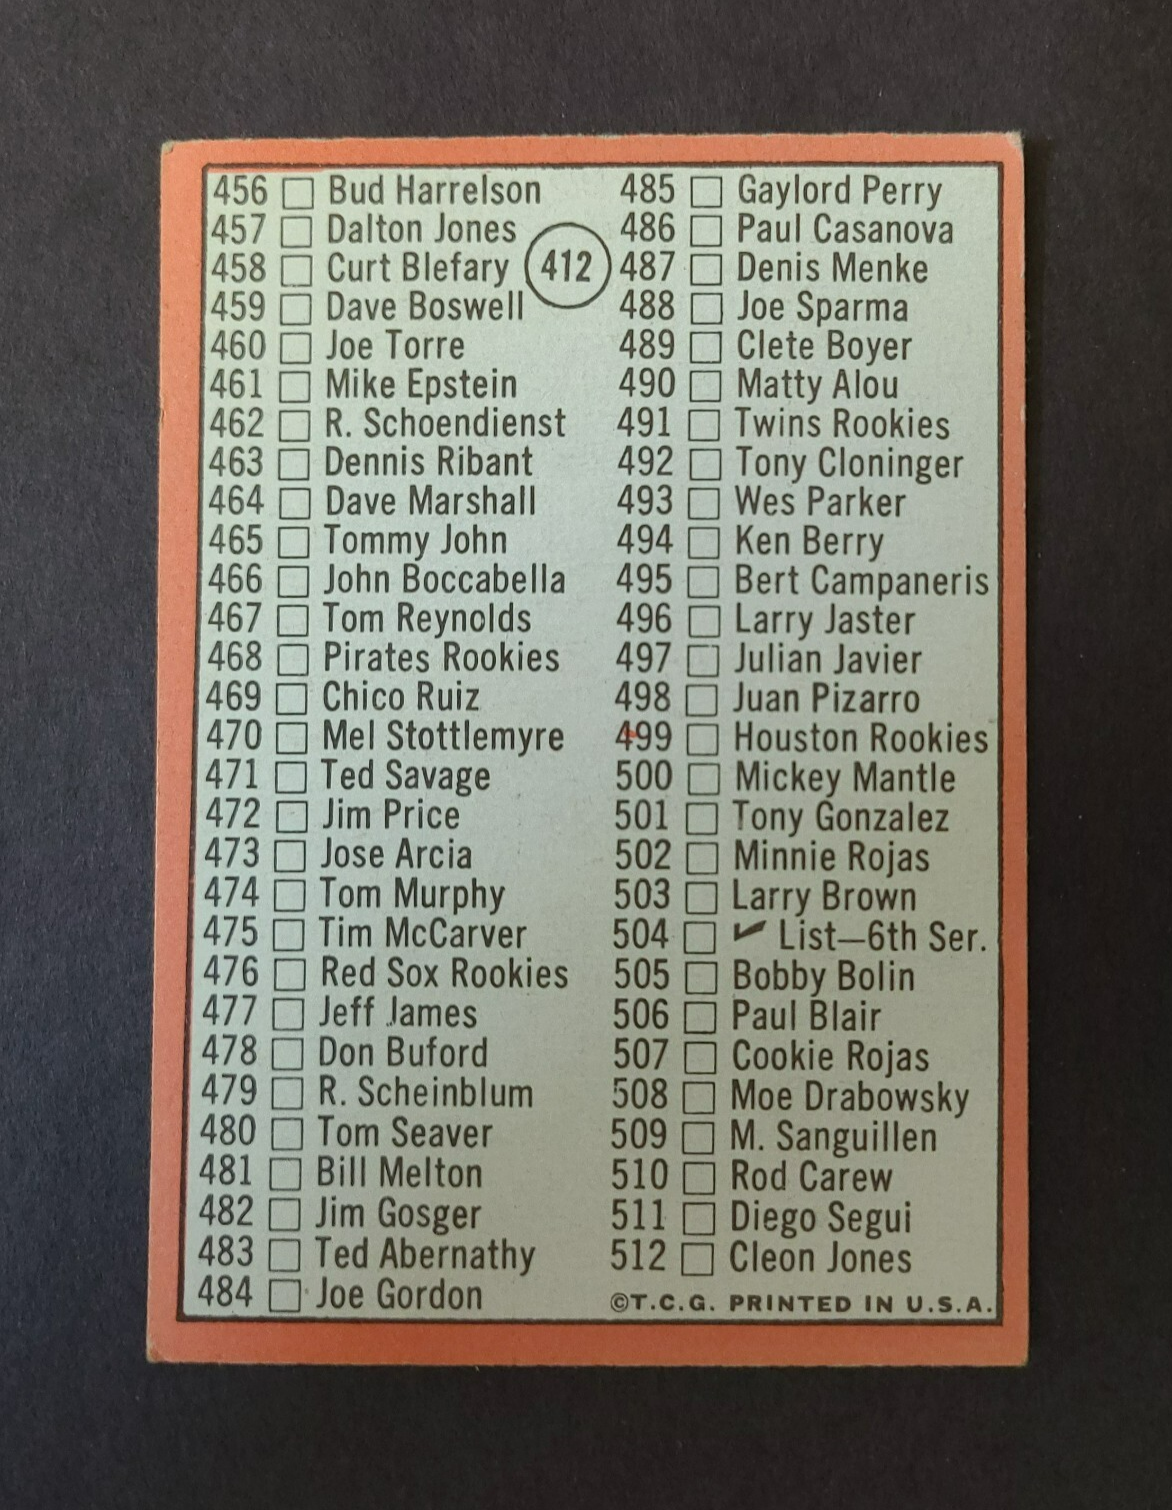 456 Bud Harrelson
457 Dalton Jones
458 Curt Blefary
459 Dave Boswell
460 Joe Torre
461 Mike Epstein
462 R. Schoendienst
463 Dennis Ribant
464 Dave Marshall
465 Tommy John
466 John Boccabella
467 Tom Reynolds
468 Pirates Rookies
469 Chico Ruiz
470 Mel Stottlemyre
471 Ted Savage
472 Jim Price
473 Jose Arcia
474 Tom Murphy
475 Tim McCarver
476 Red Sox Rookies
477 Jeff James
478 Don Buford
479 R. Scheinblum
480 Tom Seaver
481 Bill Melton
482 Jim Gosger
483 Ted Abernathy
484 Joe Gordon
412
485 Gaylord Perry
486 Paul Casanova
487 Denis Menke
488 Joe Sparma
489 Clete Boyer
490 Matty Alou
491 Twins Rookies
492 Tony Cloninger
493 Wes Parker
494 Ken Berry
495 Bert Campaneris
496 Larry Jaster
497 Julian Javier
498 Juan Pizarro
499 Houston Rookies
500 Mickey Mantle
501 Tony Gonzalez
502 Minnie Rojas
503 Larry Brown
504 ✔ List—6th Ser.
505 Bobby Bolin
506 Paul Blair
507 Cookie Rojas
508 Moe Drabowsky
509 M. Sanguillen
510 Rod Carew
511 Diego Segui
512 Cleon Jones
©T.C.G. PRINTED IN U.S.A.